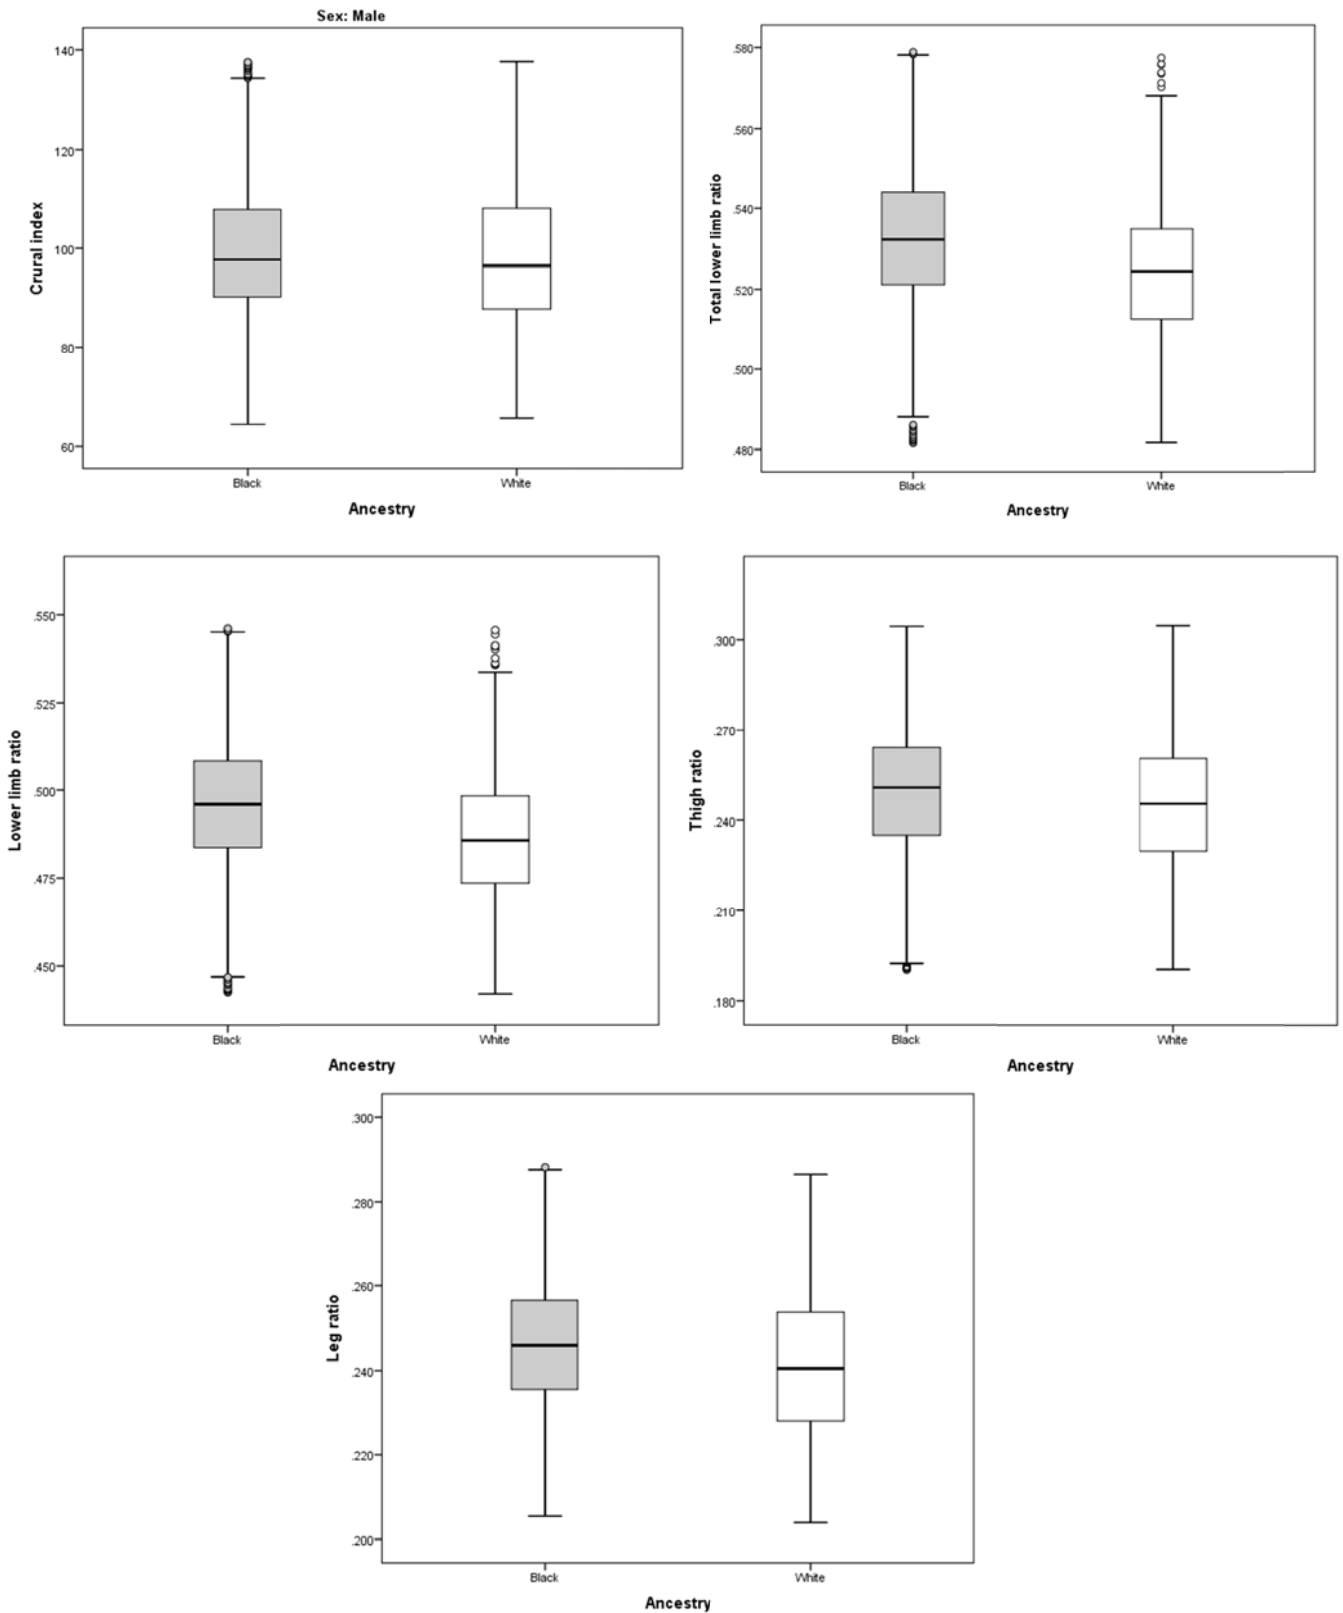 Sex: Male
140
120
100
80
60
Crural index
Black
White
Ancestry
.580
.560
.540
.520
.500
.480
Total lower limb ratio
Black
White
Ancestry
.550
.525
.500
.475
.450
Lower limb ratio
Black
White
Ancestry
.300
.270
.240
.210
.180
Thigh ratio
Black
White
Ancestry
.300
.280
.260
.240
.220
.200
Leg ratio
Black
White
Ancestry